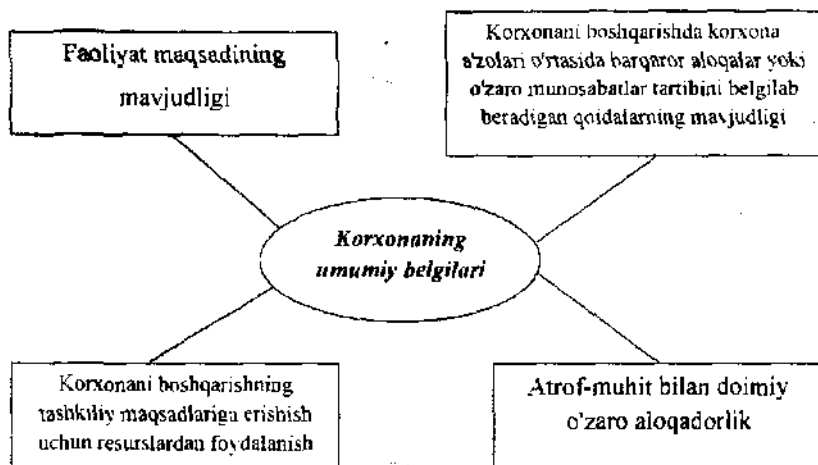 Faoliyat maqsadining
mavjudligi
Korxonani boshqarishda korxona
a'zolari o'rtasida barqaror aloqalar yoki
o'zaro munosabatlar tartibini belgilab
beradigan qoidalarning mavjudligi
Korxonaning
umumiy belgilari
Korxonani boshqarishning
tashkiliy maqsadlariga erishish
uchun resurslardan foydalanish
Atrof-muhit bilan doimiy
o'zaro aloqadorlik